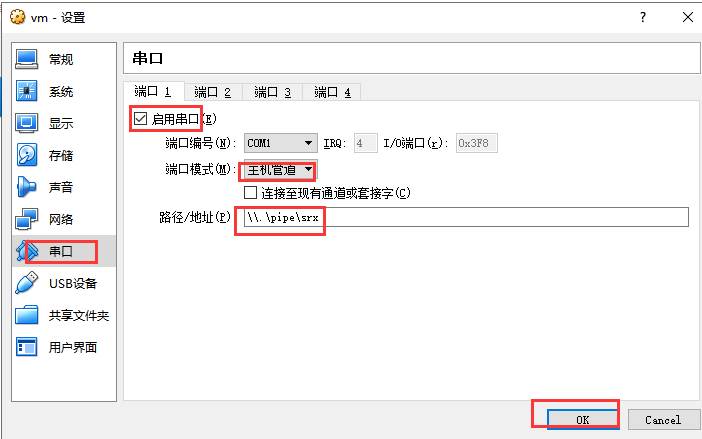 vm - 设置
常规
系统
显示
存储
声音
网络
串口
USB设备
共享文件夹
用户界面
串口
端口 1 端口 2 端口 3 端口 4
启用串口(E)
端口编号(N): COM1 IRQ: 4 I/O端口(r): 0x3F8
端口模式(M): 主机管道
连接至现有通道或套接字(C)
路径/地址(P) \\.\pipe\srx
OK Cancel